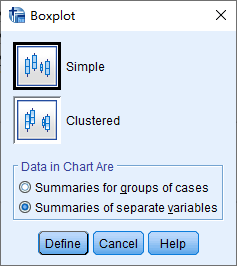 Boxplot
Simple
Clustered
Data in Chart Are
Summaries for groups of cases
Summaries of separate variables
Define Cancel Help